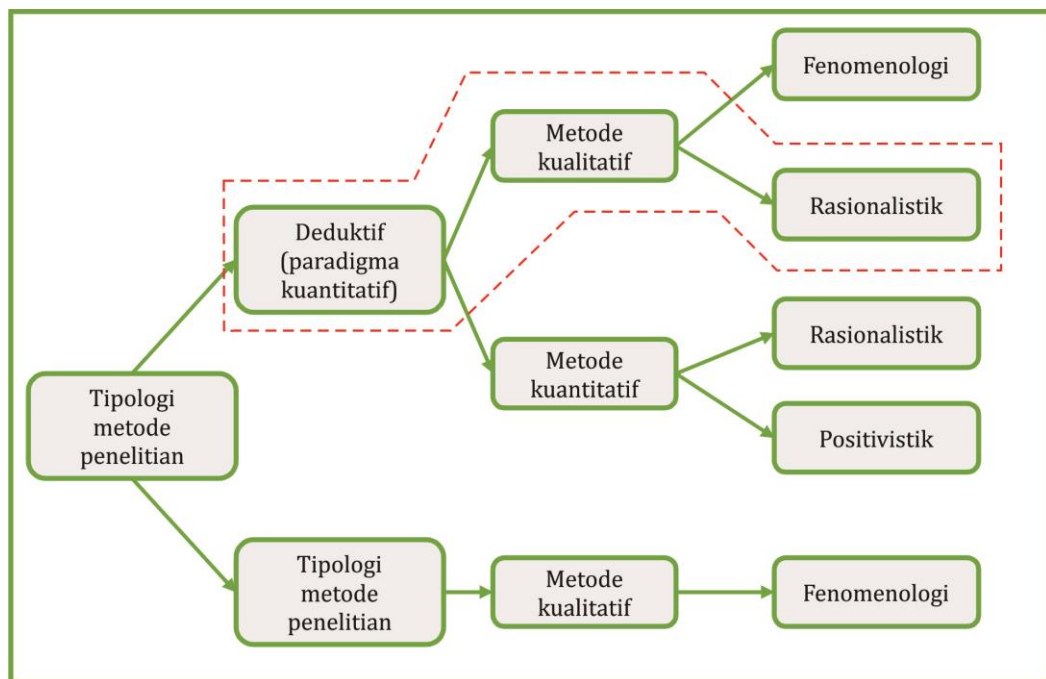 Fenomenologi
Metode
kualitatif
Rasionalistik
Deduktif
(paradigma
kuantitatif)
Rasionalistik
Metode
kuantitatif
Tipologi
metode
penelitian
Positivistik
Tipologi
metode
penelitian
Metode
kualitatif
Fenomenologi